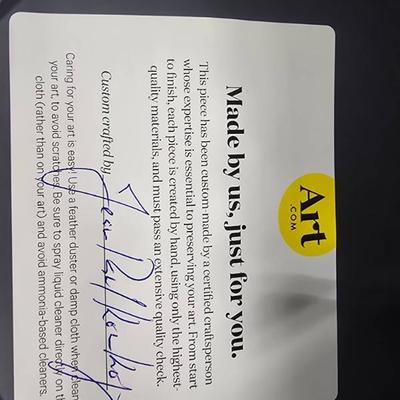 Art
.COM
Made by us, just for you.
This piece has been custom-made by a certified craftsperson
whose expertise is essential to preserving your art. From start
to finish, each piece is created by hand, using only the highest-
quality materials, and must pass an extensive quality check.
Custom crafted by
Caring for your art is easy! Use a feather duster or damp cloth when clean
your art, to avoid scratches. Be sure to spray liquid cleaner directly on th
cloth (rather than on your art) and avoid ammonia-based cleaners.